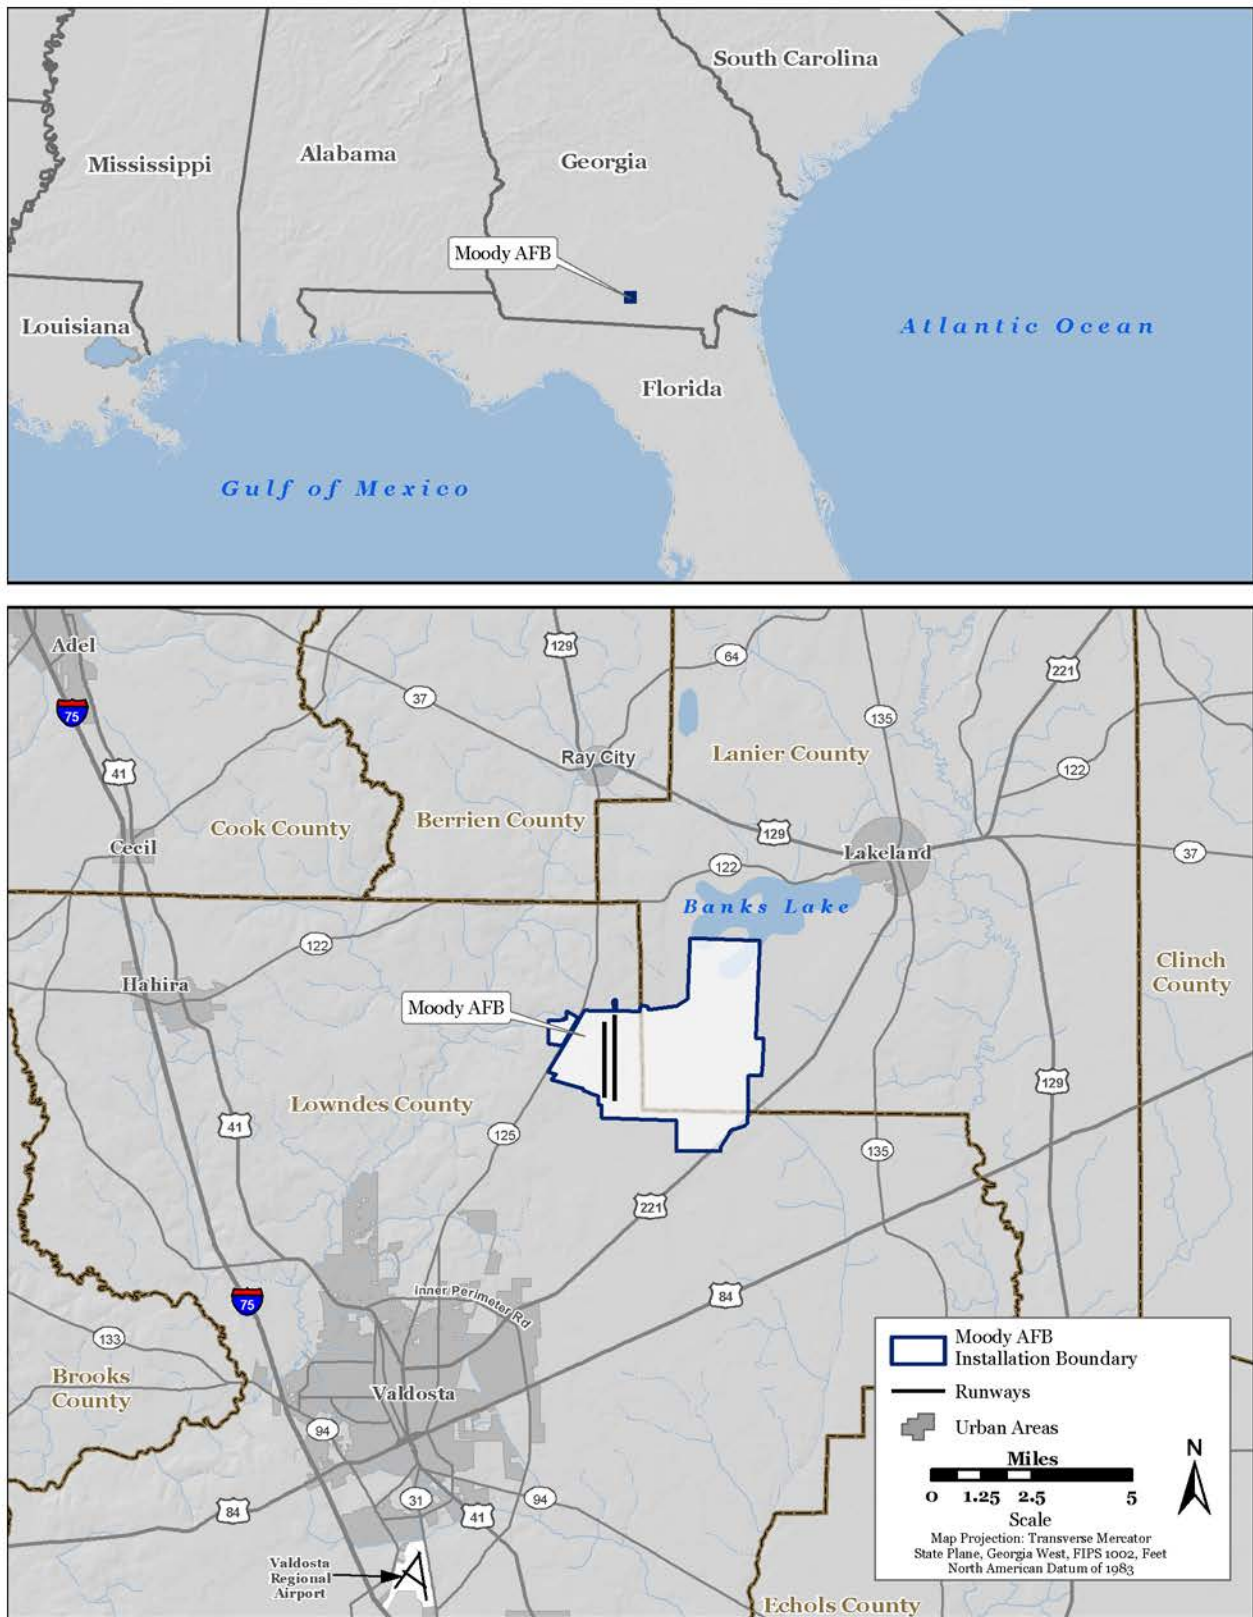 South Carolina
Mississippi
Alabama
Georgia
Moody AFB
Louisiana
Atlantic Ocean
Florida
Gulf of Mexico
Adel
129
64
221
37
75
135
41
Ray City
Lanier County
122
Cook County
Berrien County
129
Cecil
Lakeland
37
122
Banks Lake
122
Clinch
County
Hahira
Moody AFB
129
Lowndes County
41
125
135
221
75
Inner Perimeter Rd
84
133
Brooks
County
Valdosta
94
84
31
41
94
Valdosta
Regional
Airport
Echols County
Moody AFB
Installation Boundary
Runways
Urban Areas
Miles
0 1.25 2.5 5
Scale
N
Map Projection: Transverse Mercator
State Plane, Georgia West, FIPS 1002, Feet
North American Datum of 1983